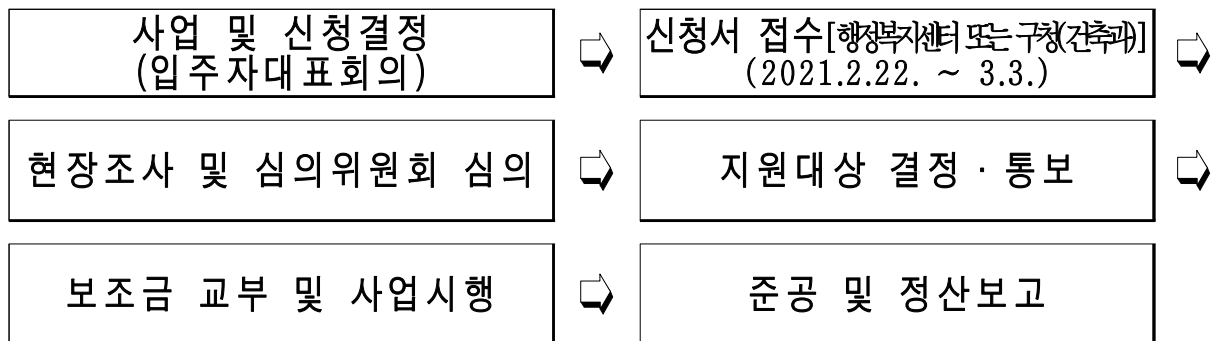 사업 및 신청결정
(입주자대표회의)
신청서 접수[행정복지센터 또는 구청(건축과)]
(2021.2.22. ~ 3.3.)
현장조사 및 심의위원회 심의
지원대상 결정·통보
보조금 교부 및 사업시행
준공 및 정산보고